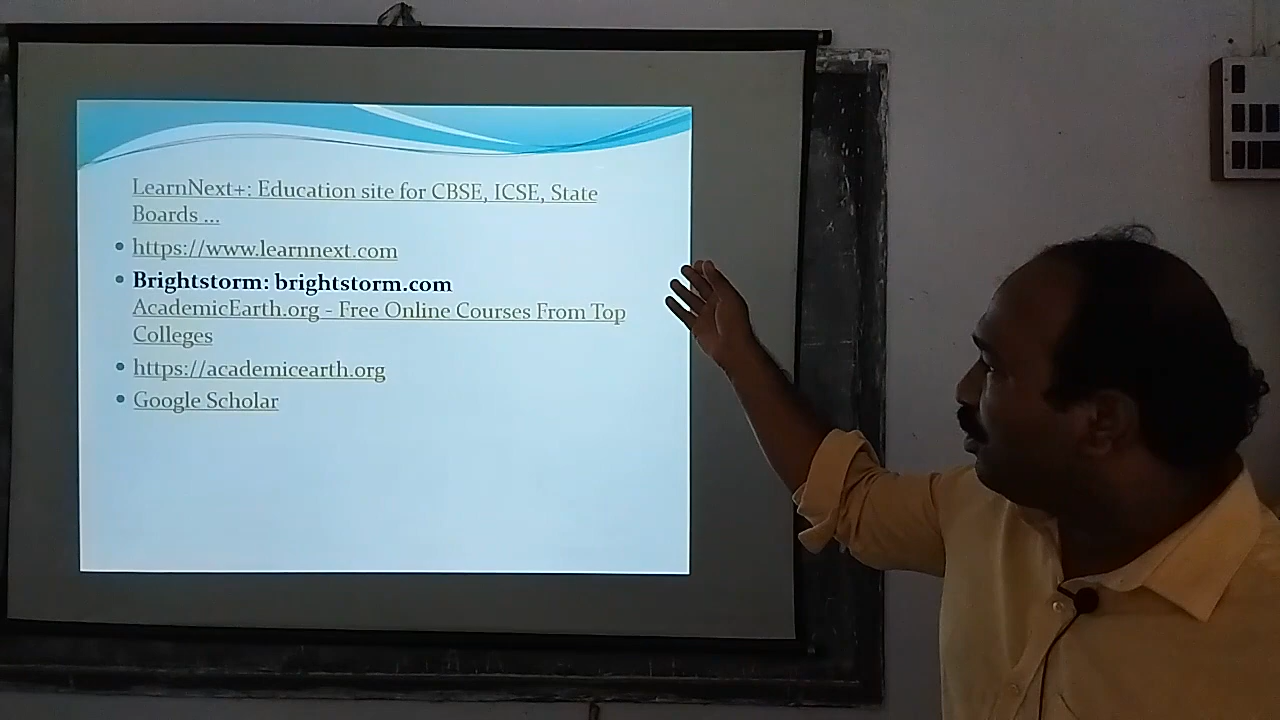 LearnNext+: Education site for CBSE, ICSE, State
Boards ...
• https://www.learnnext.com
• Brightstorm: brightstorm.com
AcademicEarth.org - Free Online Courses From Top
Colleges
• https://academicearth.org
• Google Scholar